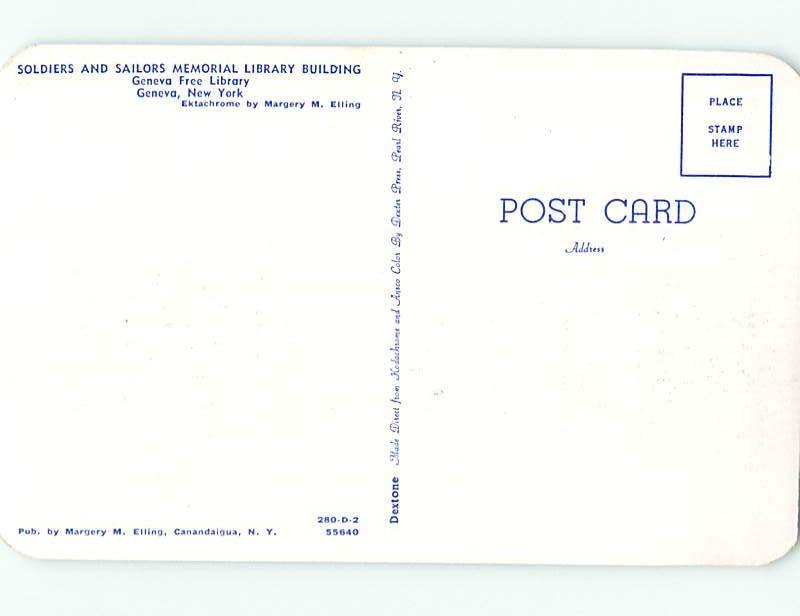 SOLDIERS AND SAILORS MEMORIAL LIBRARY BUILDING
Geneva Free Library
Geneva, New York
Ektachrome by Margery M. Elling
280-D-2
Pub. by Margery M. Elling, Canandaigua, N. Y. 55640
Dextone Made Direct from Kodachrome and Ansco Color By Dexter Press, Pearl River, N. Y.
PLACE
STAMP
HERE
POST CARD
Address